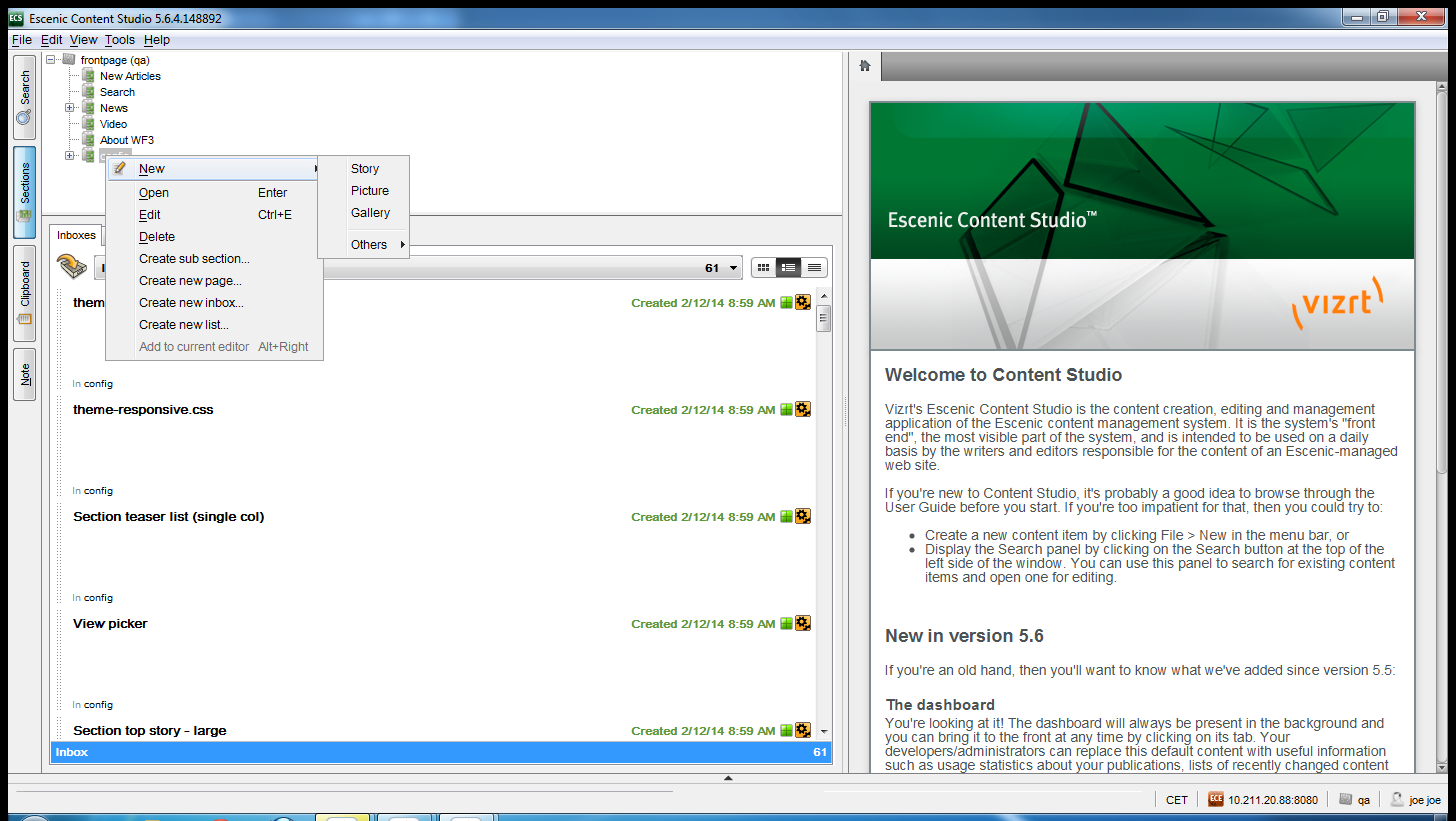 ECS Escenic Content Studio 5.6.4.148892
File Edit View Tools Help
Search
Sections
Clipboard
Note
frontpage (qa)
New Articles
Search
News
Video
About WF3
config
New
Open Enter
Edit Ctrl+E
Delete
Create sub section...
Create new page...
Create new inbox...
Create new list...
Add to current editor Alt+Right
Story
Picture
Gallery
Others
Inboxes
61
them
Created 2/12/14 8:59 AM
In config
theme-responsive.css
Created 2/12/14 8:59 AM
In config
Section teaser list (single col)
Created 2/12/14 8:59 AM
In config
View picker
Created 2/12/14 8:59 AM
In config
Section top story - large
Created 2/12/14 8:59 AM
Inbox 61
Escenic Content Studio™
vizrt
Welcome to Content Studio
Vizrt's Escenic Content Studio is the content creation, editing and management
application of the Escenic content management system. It is the system's "front
end", the most visible part of the system, and is intended to be used on a daily
basis by the writers and editors responsible for the content of an Escenic-managed
web site.
If you're new to Content Studio, it's probably a good idea to browse through the
User Guide before you start. If you're too impatient for that, then you could try to:
• Create a new content item by clicking File > New in the menu bar, or
• Display the Search panel by clicking on the Search button at the top of the
left side of the window. You can use this panel to search for existing content
items and open one for editing.
New in version 5.6
If you're an old hand, then you'll want to know what we've added since version 5.5:
The dashboard
You're looking at it! The dashboard will always be present in the background and
you can bring it to the front at any time by clicking on its tab. Your
developers/administrators can replace this default content with useful information
such as usage statistics about your publications, lists of recently changed content
CET ECE 10.211.20.88:8080 qa joe joe